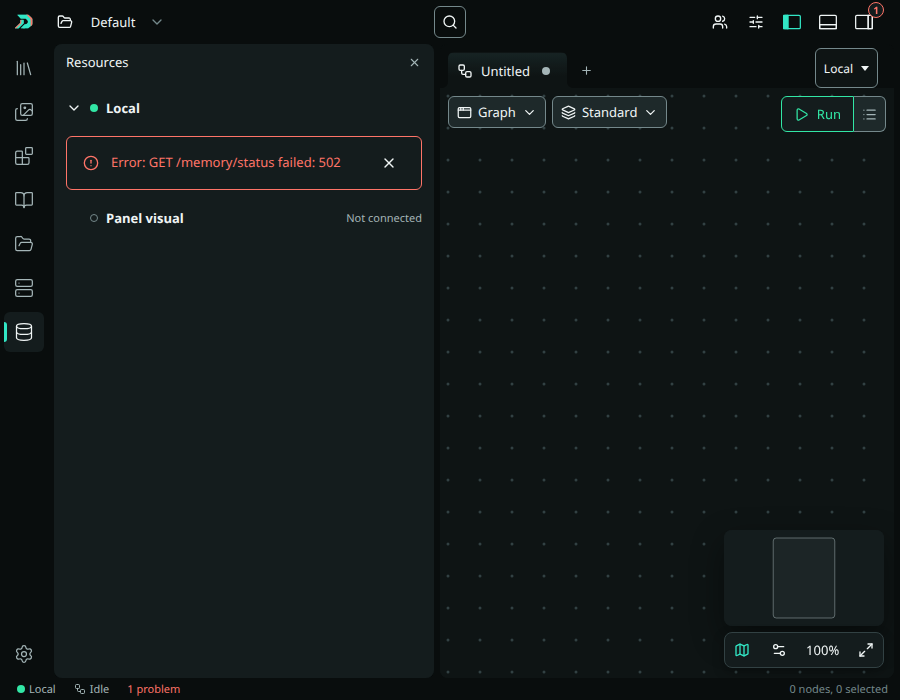 Default
1
Resources
Local
Error: GET /memory/status failed: 502
Panel visual
Not connected
Untitled
Local
Graph
Standard
Run
100%
Local
Idle
1 problem
0 nodes, 0 selected